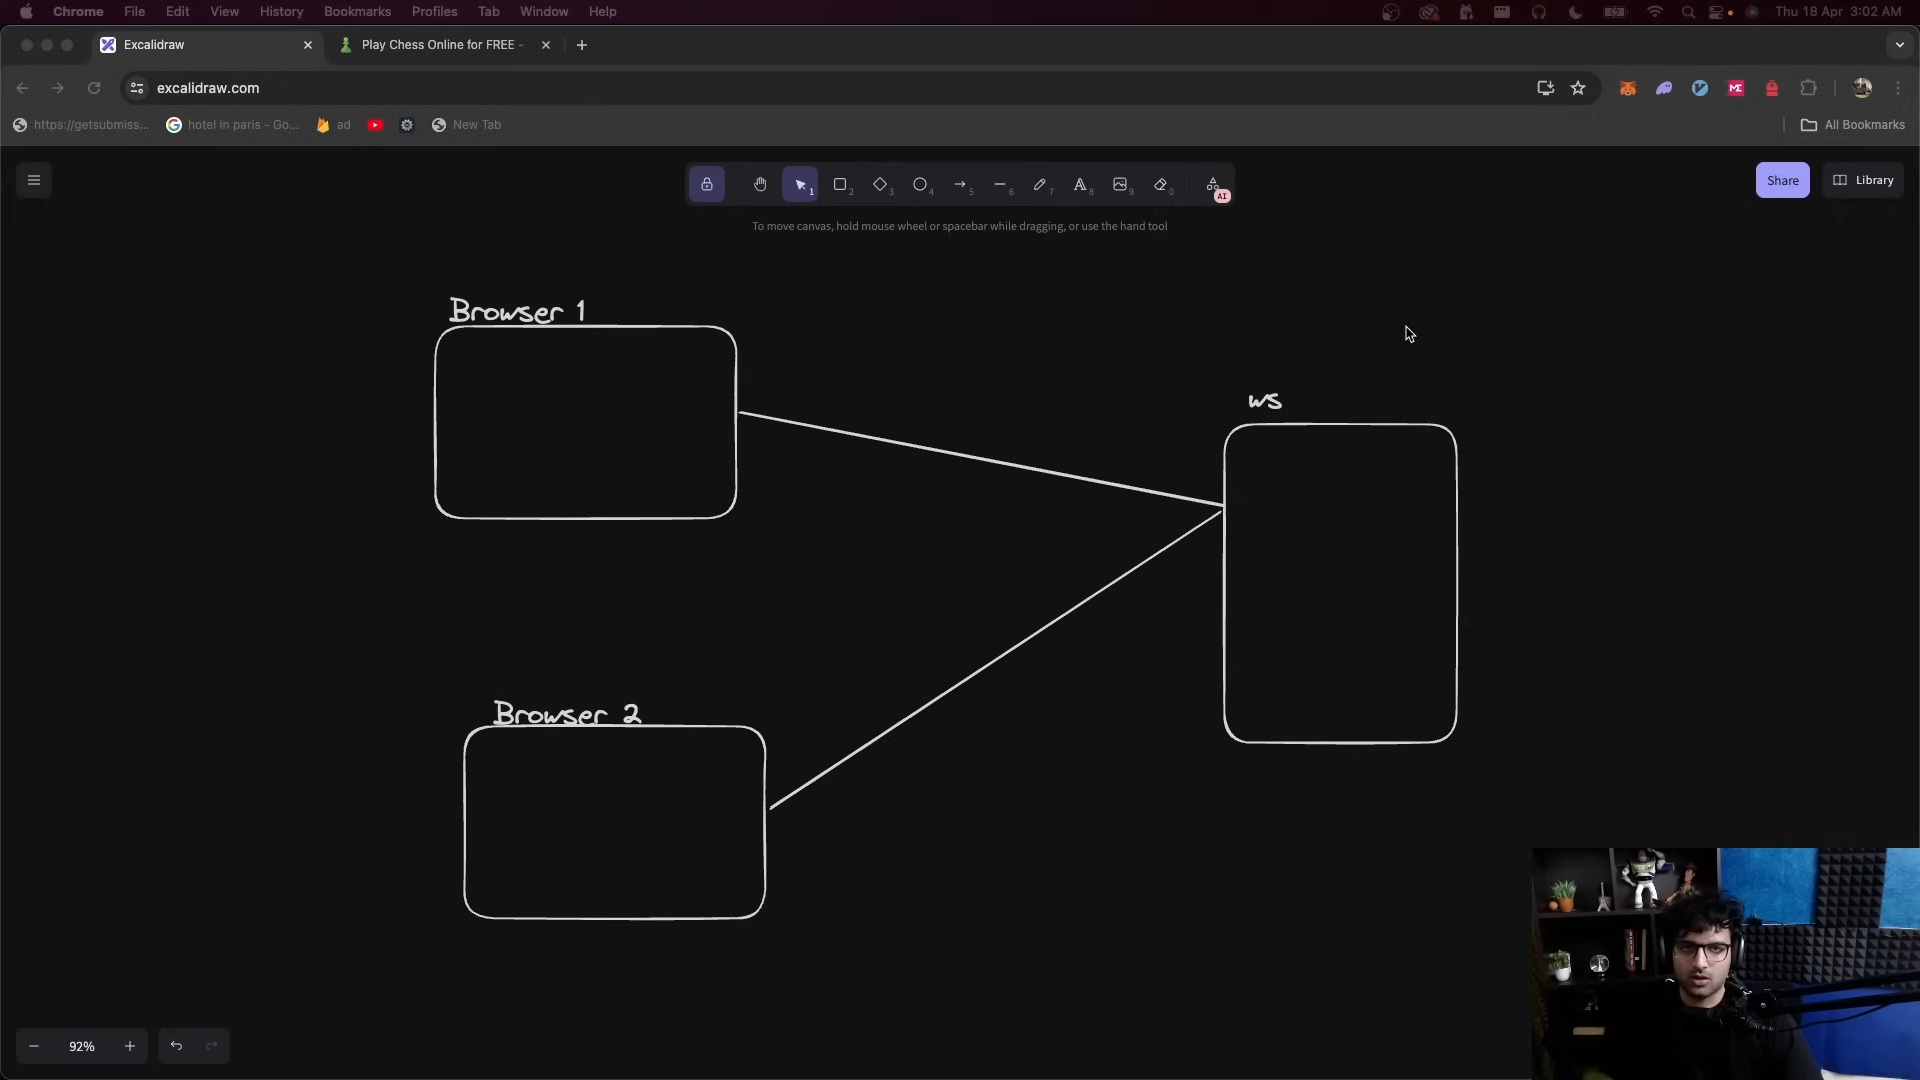 Chrome File Edit View History Bookmarks Profiles Tab Window Help Thu 18 Apr 3:02 AM
Excalidraw Play Chess Online for FREE -
excalidraw.com
https://getsubmiss... hotel in paris - Go... ad New Tab All Bookmarks
1 2 3 4 5 6 7 8 9 0 AI Share Library
To move canvas, hold mouse wheel or spacebar while dragging, or use the hand tool
Browser 1
ws
Browser 2
92%